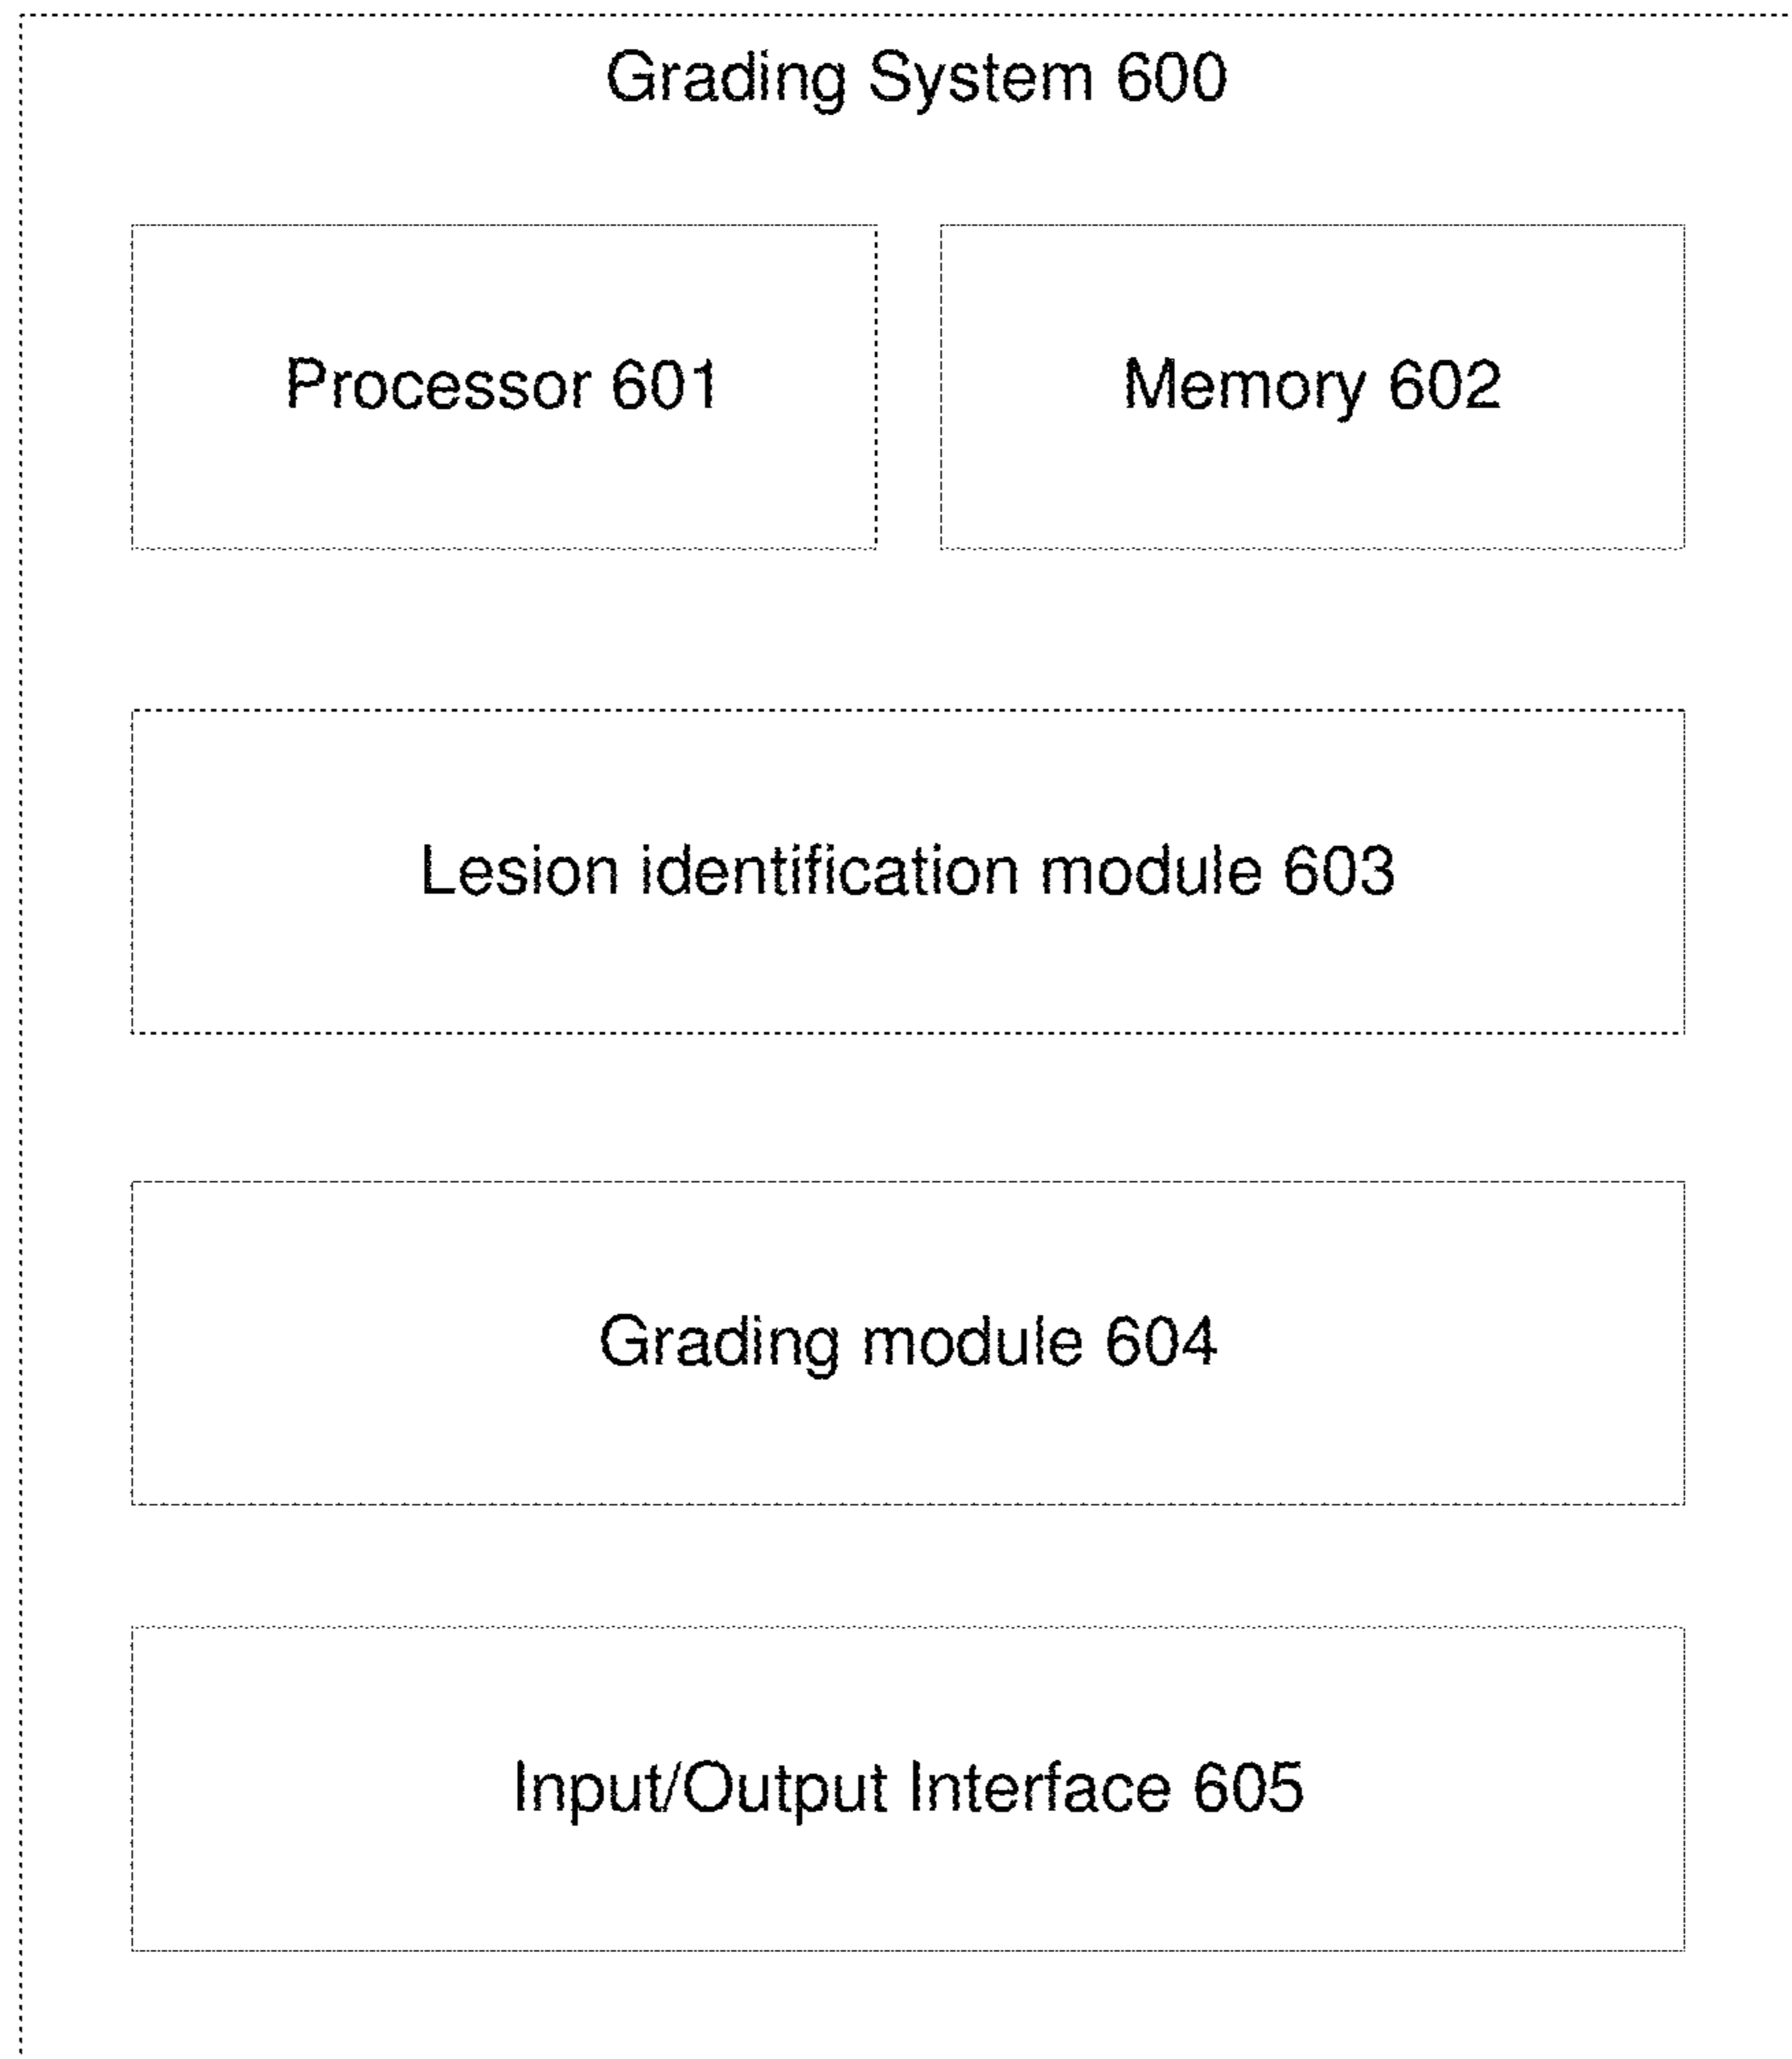 Grading System 600
Processor 601
Memory 602
Lesion identification module 603
Grading module 604
Input/Output Interface 605